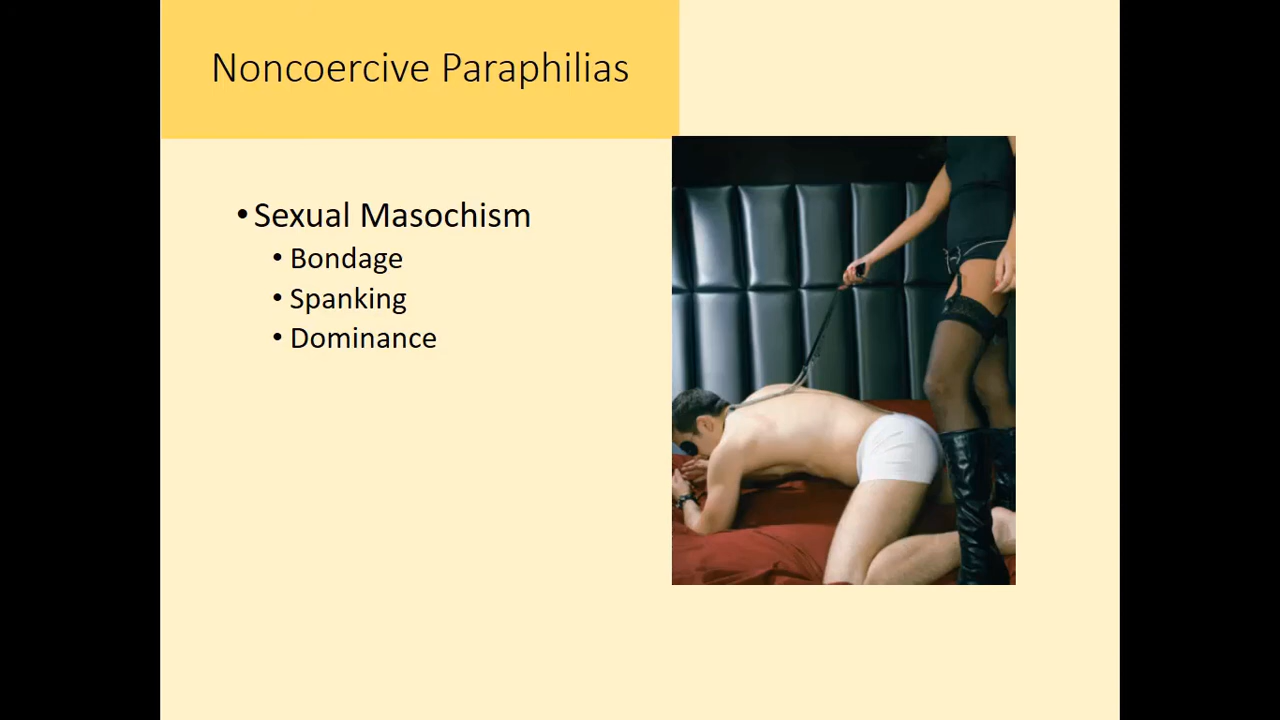 Noncoercive Paraphilias
•Sexual Masochism
•Bondage
•Spanking
•Dominance